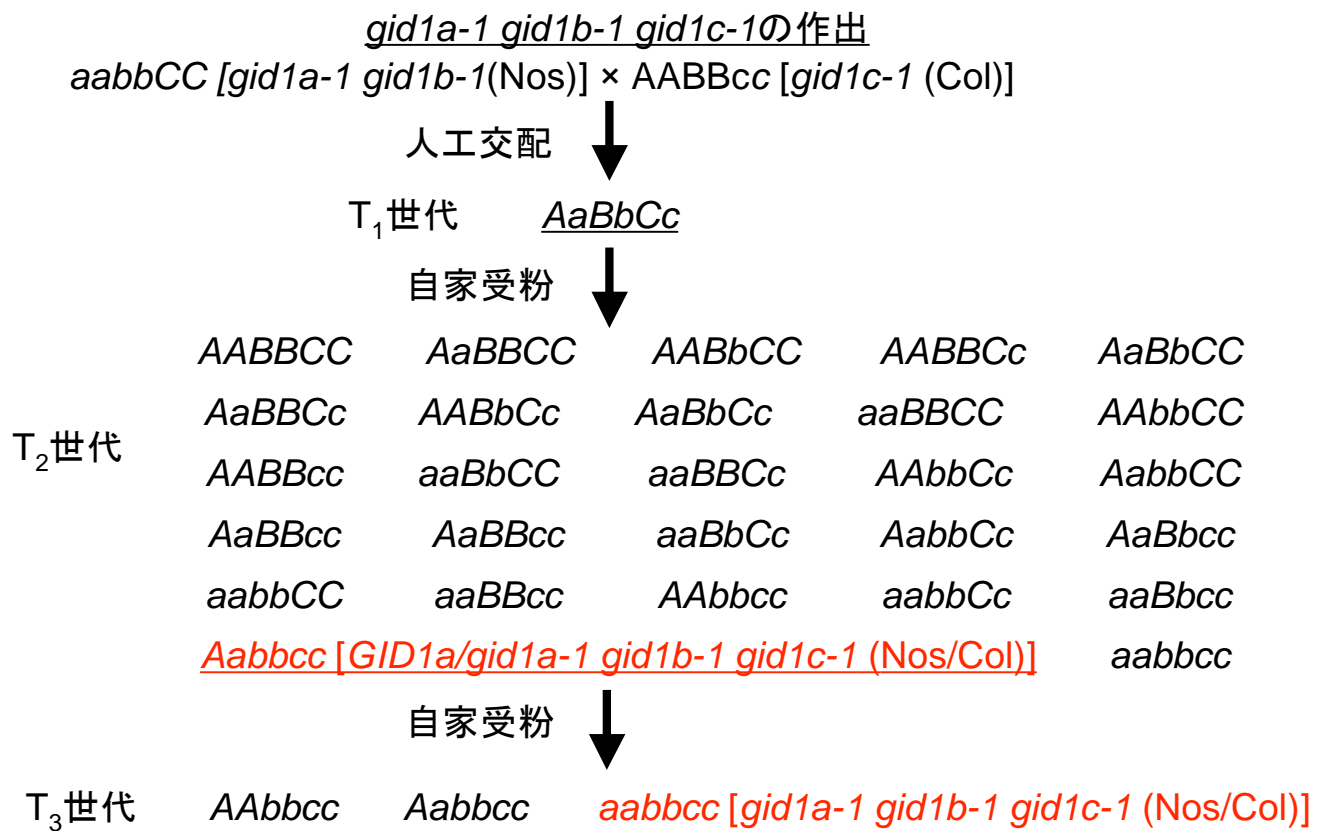 gid1a-1 gid1b-1 gid1c-1の作出
aabbCC [gid1a-1 gid1b-1(Nos)] × AABBcc [gid1c-1 (Col)]
人工交配
T1世代 AaBbCc
自家受粉
AABBCC AaBBCC AABbCC AABBCc AaBbCC
AaBBCc AABbCc AaBbCc aaBBCC AAbbCC
T2世代
AABBcc aaBbCC aaBBCc AAbbCc AabbCC
AaBBcc AaBBcc aaBbCc AabbCc AaBbcc
aabbCC aaBBcc AAbbcc aabbCc aaBbcc
Aabbcc [GID1a/gid1a-1 gid1b-1 gid1c-1 (Nos/Col)] aabbcc
自家受粉
T3世代 AAbbcc Aabbcc aabbcc [gid1a-1 gid1b-1 gid1c-1 (Nos/Col)]